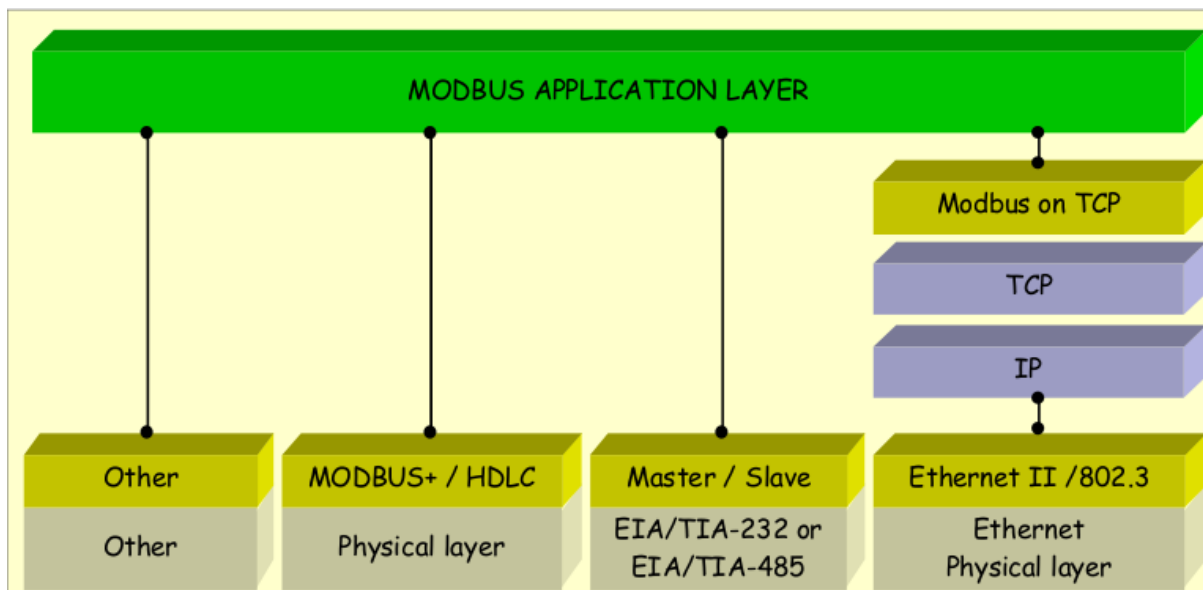 MODBUS APPLICATION LAYER
Modbus on TCP
TCP
IP
Other
MODBUS+ / HDLC
Master / Slave
Ethernet II /802.3
Other
Physical layer
EIA/TIA-232 or
EIA/TIA-485
Ethernet
Physical layer